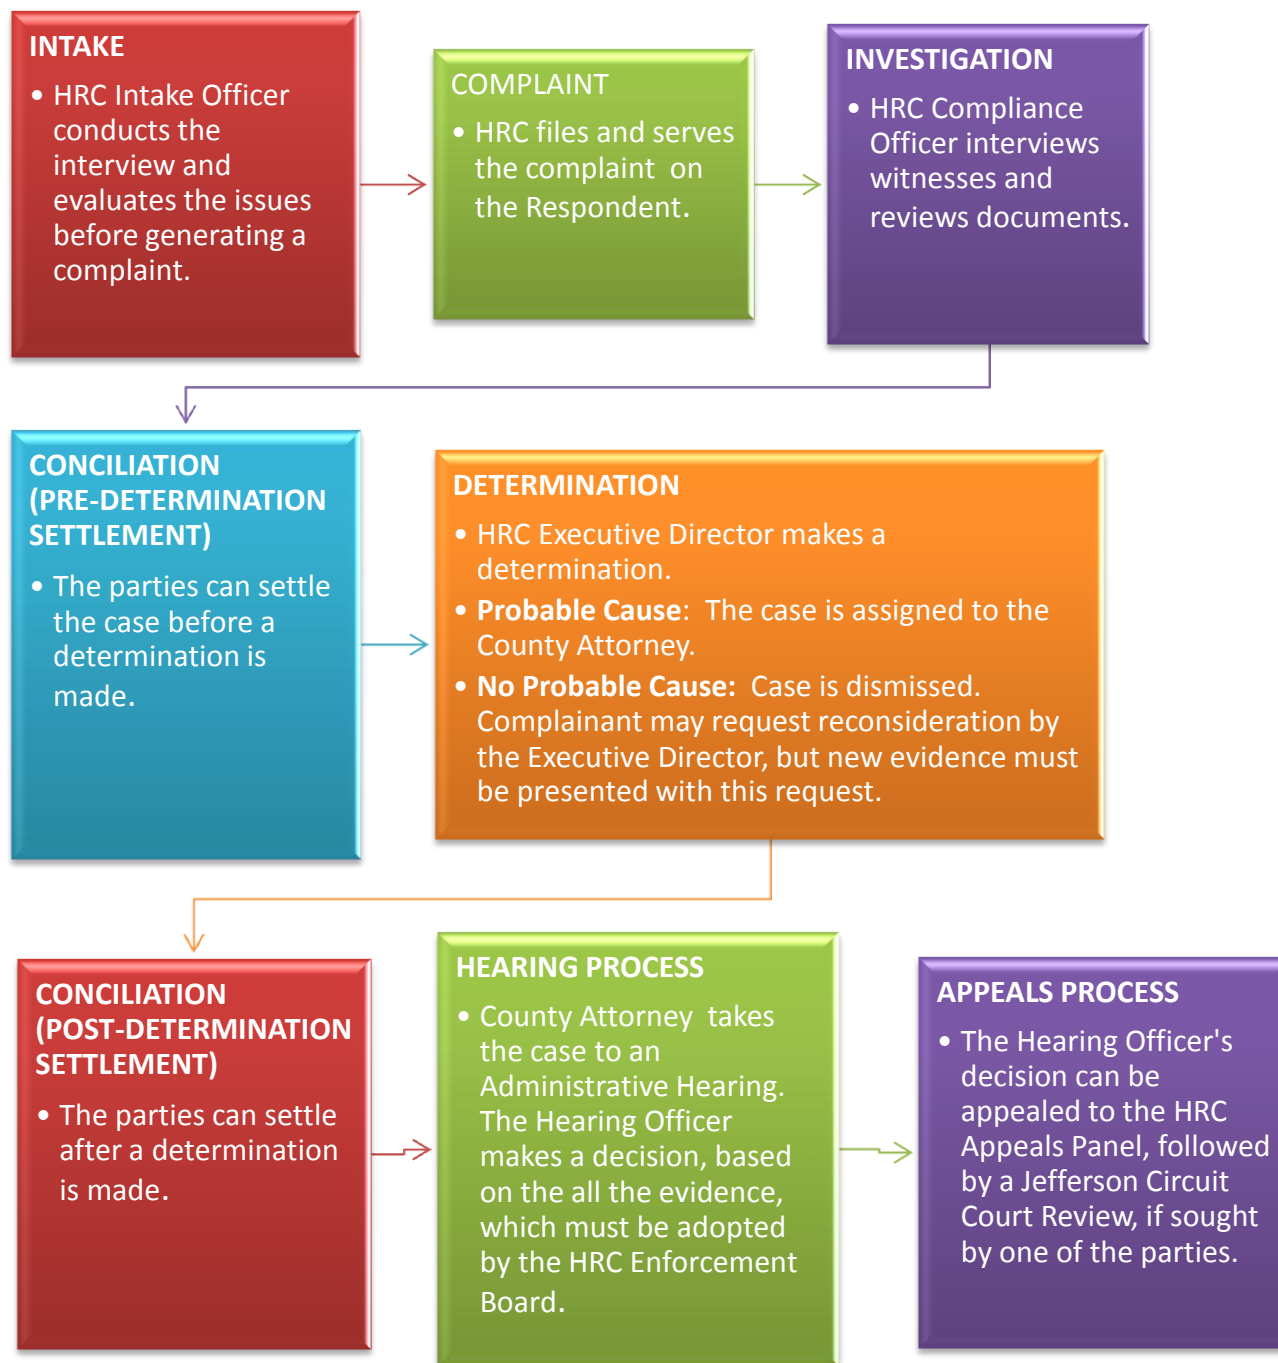 INTAKE
• HRC Intake Officer
conducts the
interview and
evaluates the issues
before generating a
complaint.
COMPLAINT
• HRC files and serves
the complaint on
the Respondent.
INVESTIGATION
• HRC Compliance
Officer interviews
witnesses and
reviews documents.
CONCILIATION
(PRE-DETERMINATION
SETTLEMENT)
• The parties can settle
the case before a
determination is
made.
DETERMINATION
• HRC Executive Director makes a
determination.
• Probable Cause: The case is assigned to the
County Attorney.
• No Probable Cause: Case is dismissed.
Complainant may request reconsideration by
the Executive Director, but new evidence must
be presented with this request.
CONCILIATION
(POST-DETERMINATION
SETTLEMENT)
• The parties can settle
after a determination
is made.
HEARING PROCESS
• County Attorney takes
the case to an
Administrative Hearing.
The Hearing Officer
makes a decision, based
on the all the evidence,
which must be adopted
by the HRC Enforcement
Board.
APPEALS PROCESS
• The Hearing Officer's
decision can be
appealed to the HRC
Appeals Panel, followed
by a Jefferson Circuit
Court Review, if sought
by one of the parties.